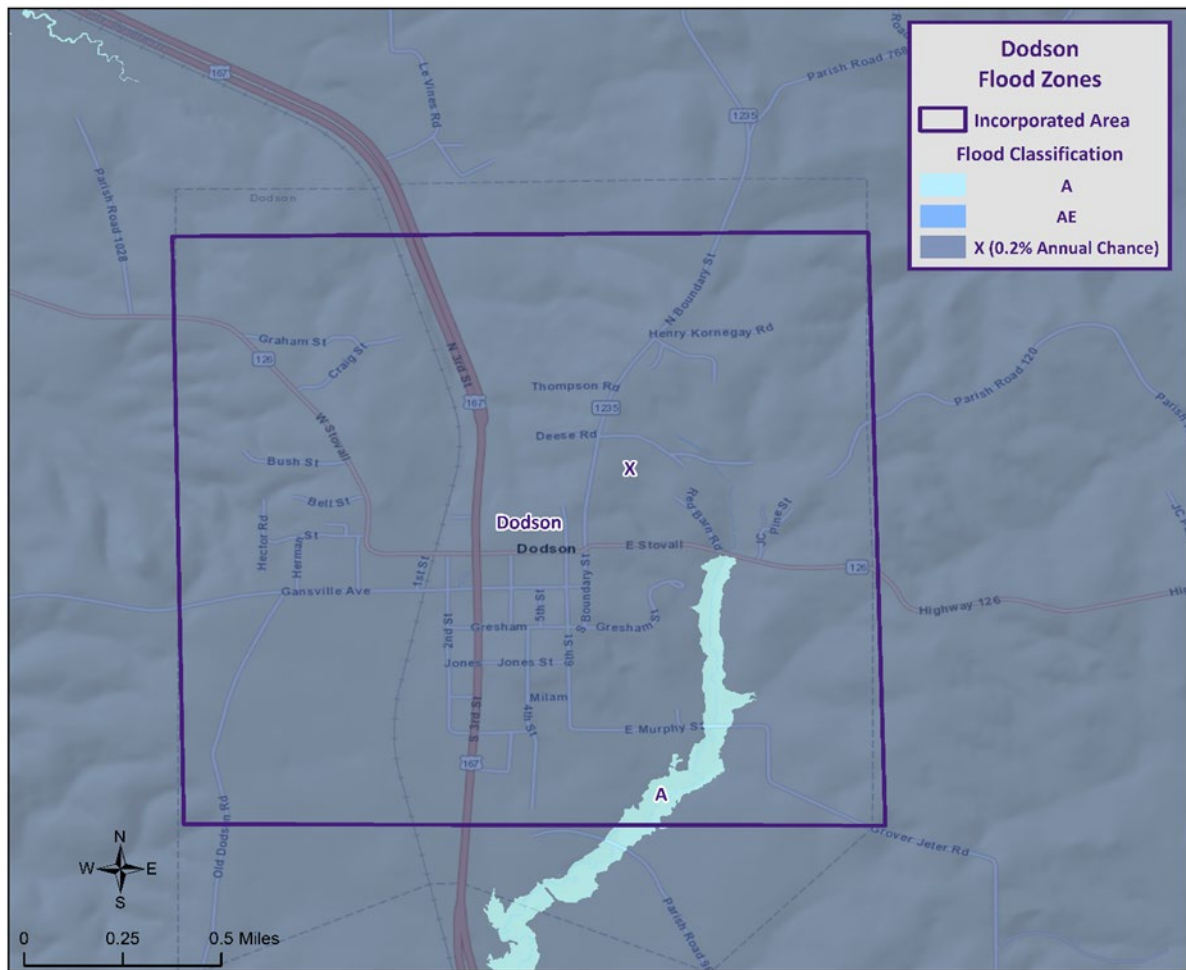 Dodson
Flood Zones
Incorporated Area
Flood Classification
A
AE
X (0.2% Annual Chance)
167
Le Vines Rd
1235
Parish Road 768
Road
Parish Road 1028
Dodson
N Boundary St
Henry Kornegay Rd
Graham St
126
Craig St
N 3rd St
Parish Road 120
Parish
Thompson Rd
167
1235
W Stovall
Deese Rd
Bush St
X
Bell St
Red Barn Rd
JC Pine St
JC P
Hector Rd
Herman
St
Dodson
Dodson
E Stovall
126
Highway 126
1st St
Gansville Ave
2nd St
5th St
S Boundary St
Gresham
Gresham St
Jones
Jones St
6th St
Milam
4th St
E Murphy St
S 3rd St
167
A
Old Dodson Rd
Grover Jeter Rd
N
W
E
S
0
0.25
0.5 Miles